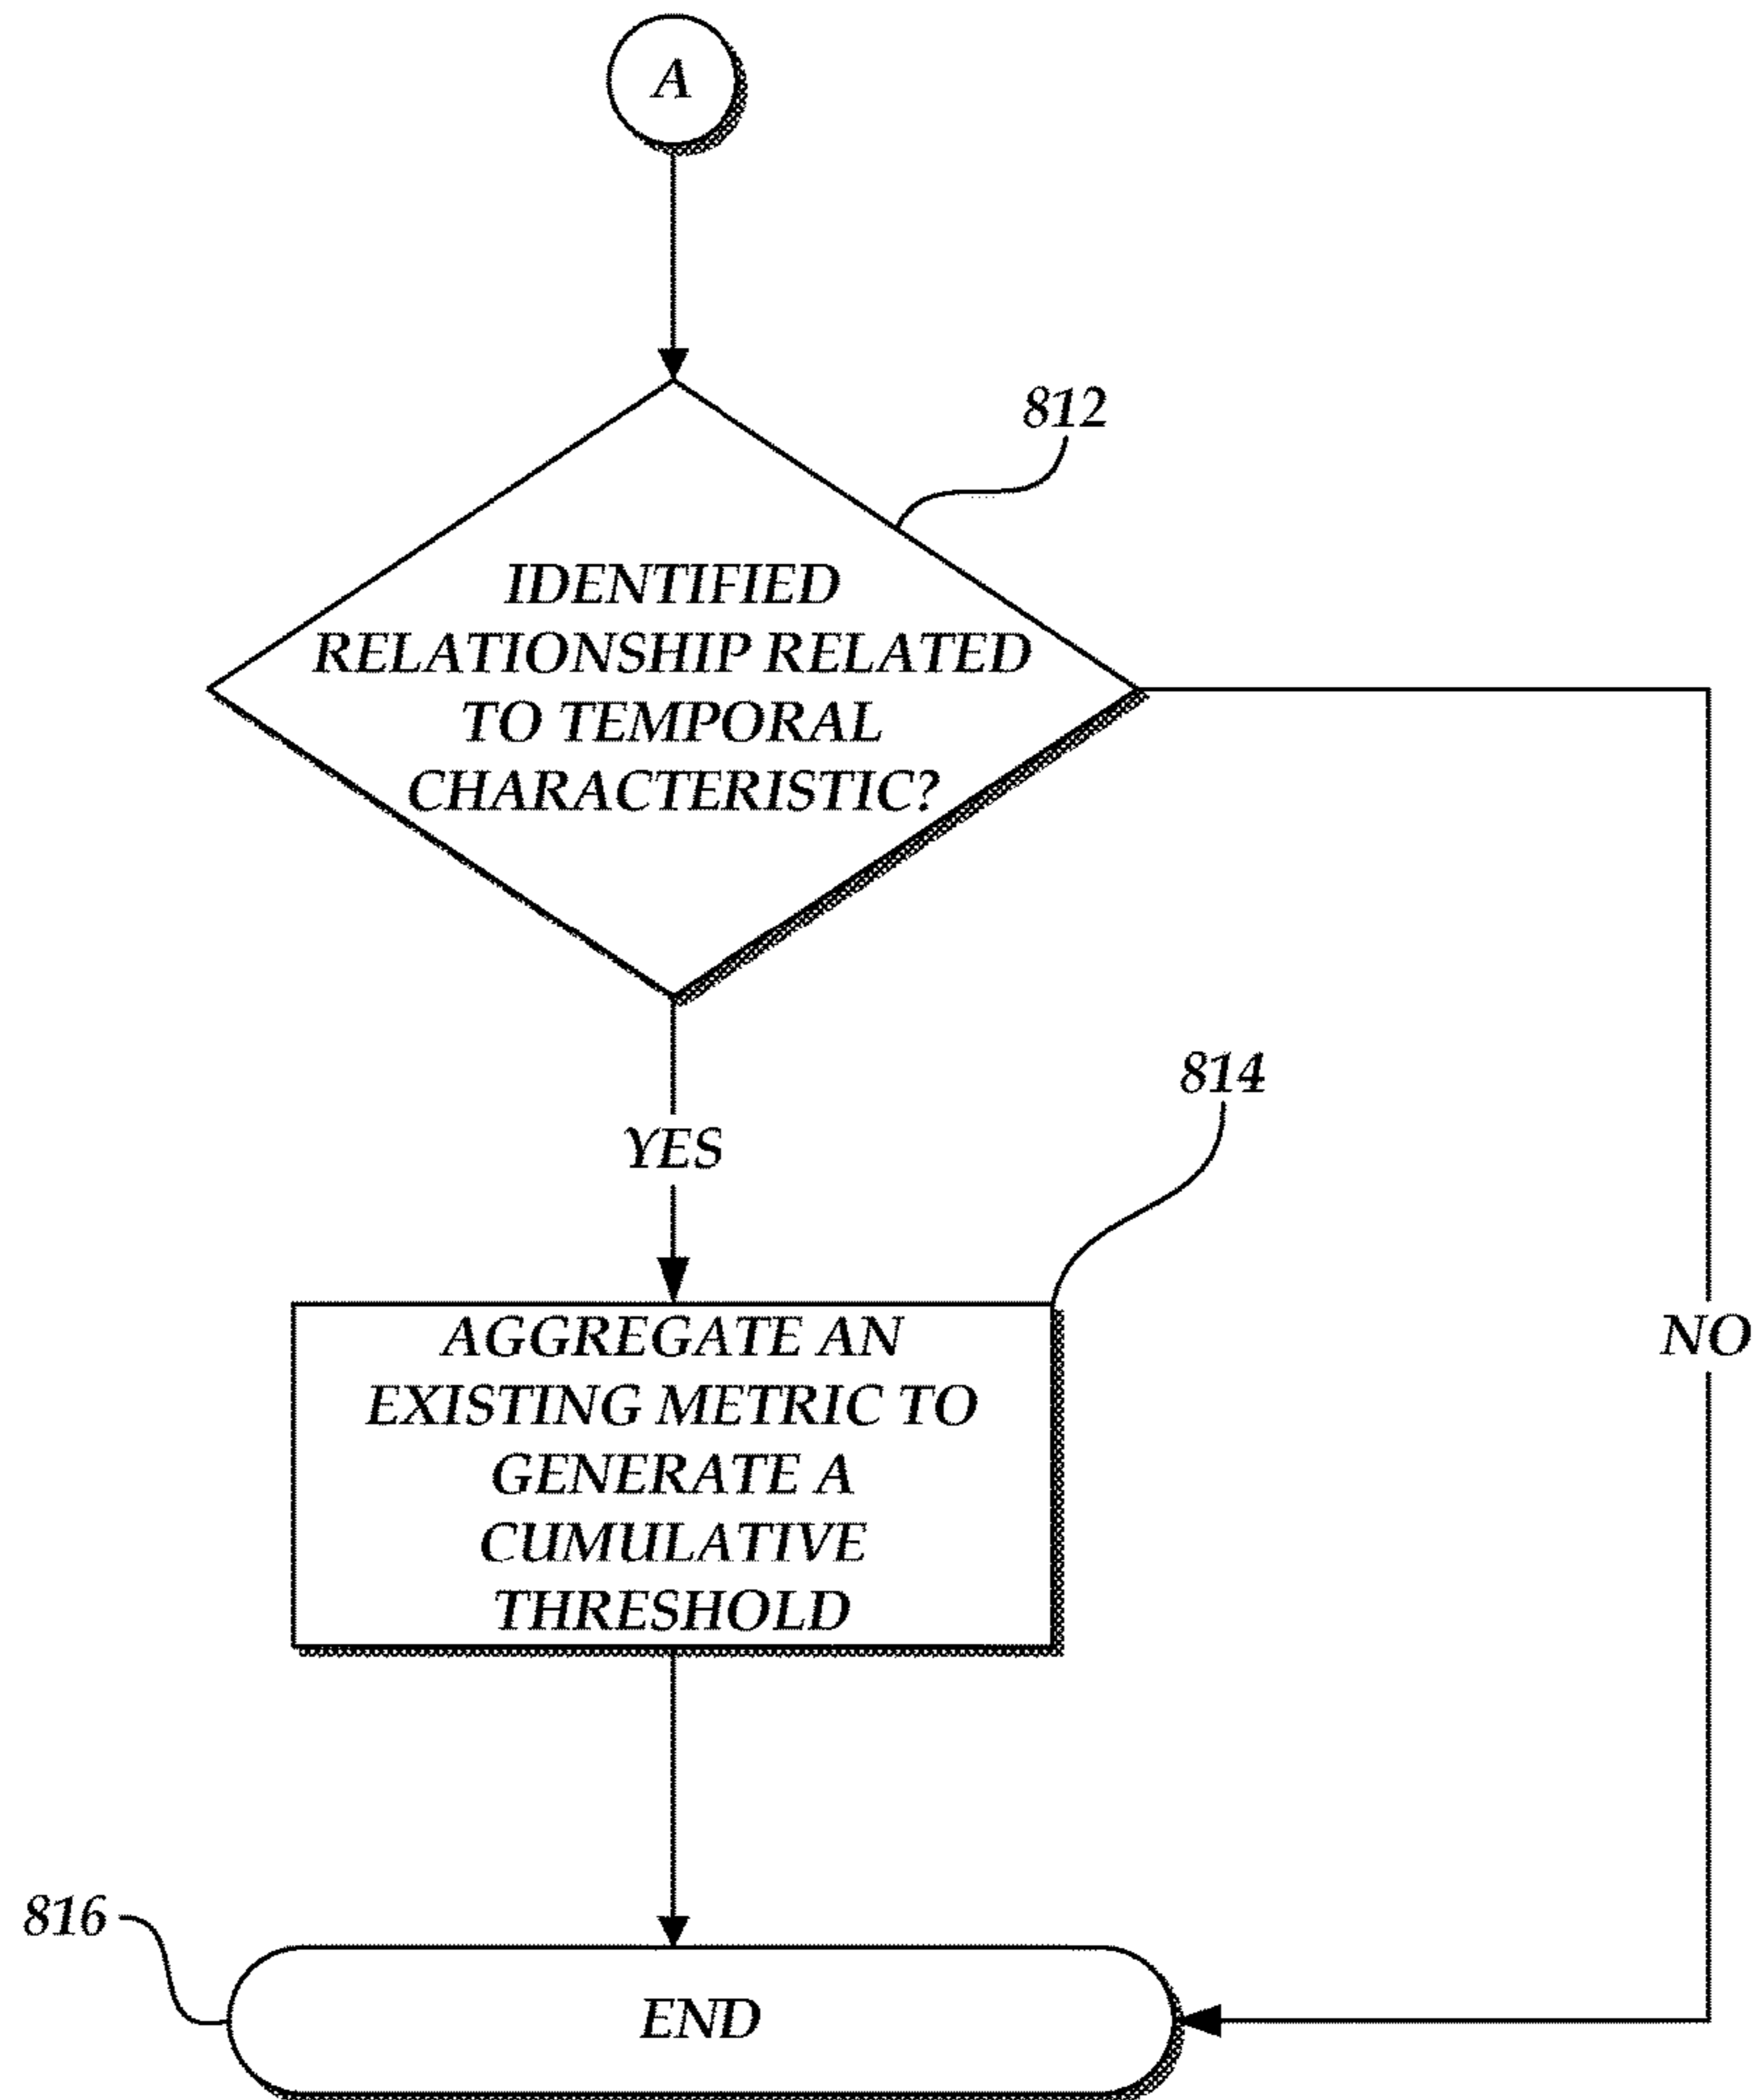 A
812
IDENTIFIED
RELATIONSHIP RELATED
TO TEMPORAL
CHARACTERISTIC?
814
YES
AGGREGATE AN
EXISTING METRIC TO
GENERATE A
CUMULATIVE
THRESHOLD
NO
816
END